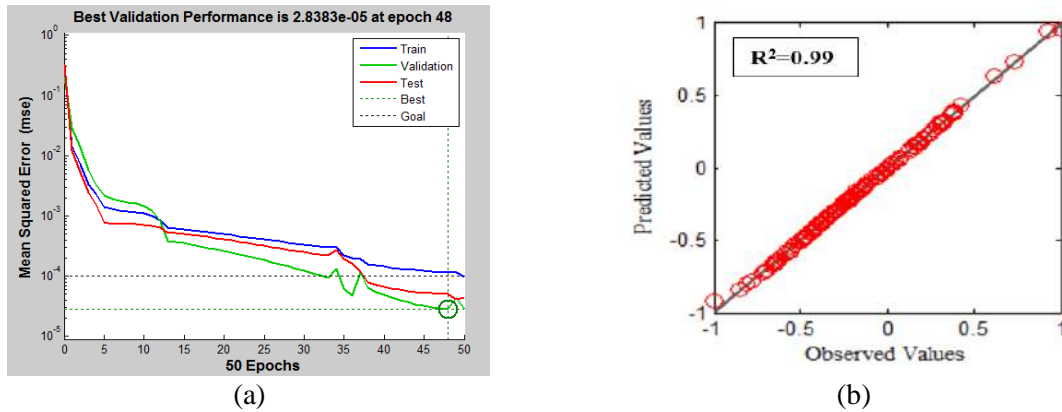 Best Validation Performance is 2.8383e-05 at epoch 48
Mean Squared Error (mse)
10^0
10^-1
10^-2
10^-3
10^-4
10^-5
Train
Validation
Test
Best
Goal
0 5 10 15 20 25 30 35 40 45 50
50 Epochs
(a)
R²=0.99
Predicted Values
1
0.5
0
-0.5
-1
-1 -0.5 0 0.5 1
Observed Values
(b)